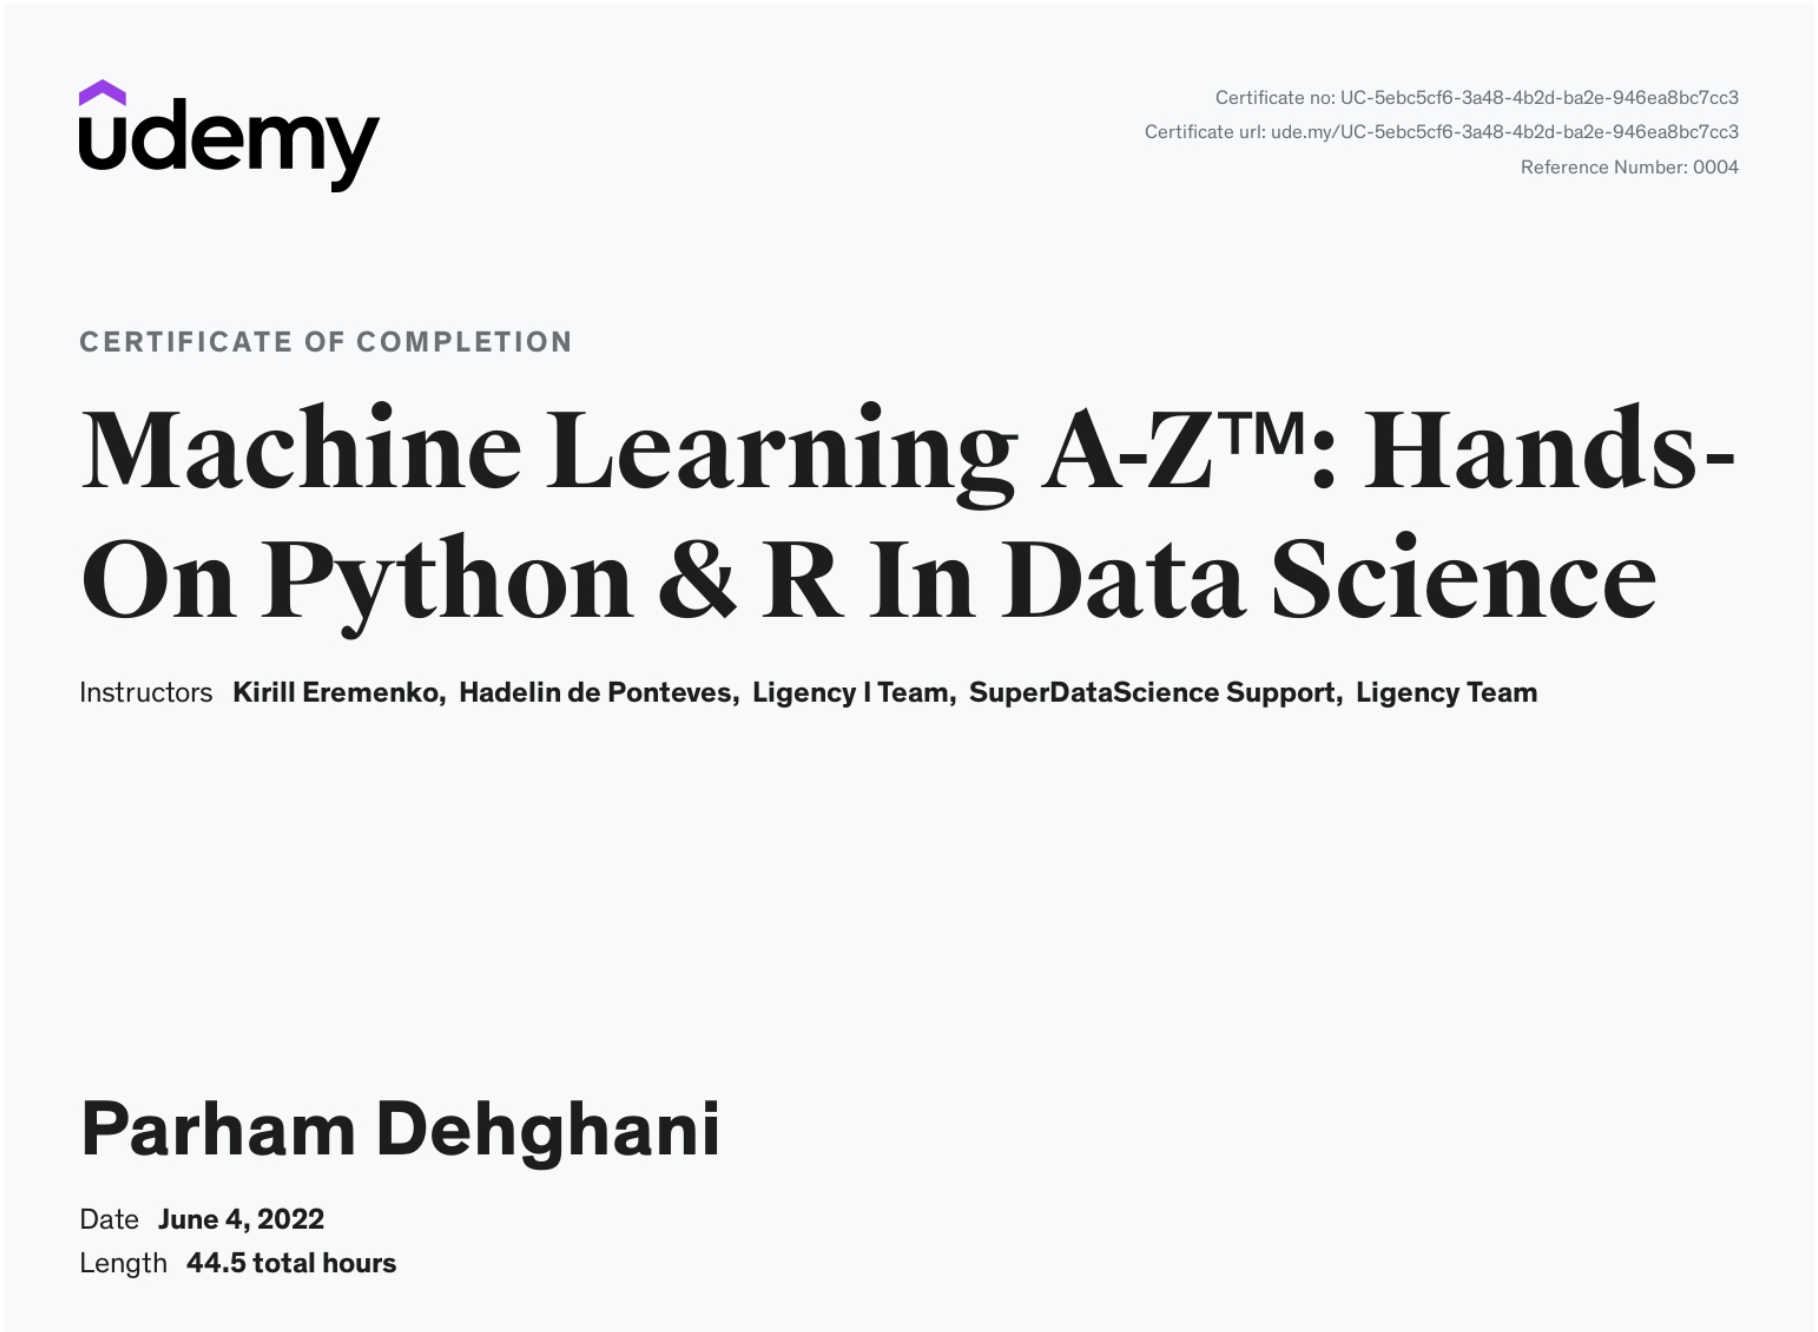 udemy
Certificate no: UC-5ebc5cf6-3a48-4b2d-ba2e-946ea8bc7cc3
Certificate url: ude.my/UC-5ebc5cf6-3a48-4b2d-ba2e-946ea8bc7cc3
Reference Number: 0004
CERTIFICATE OF COMPLETION
Machine Learning A-Z™: Hands-
On Python & R In Data Science
Instructors Kirill Eremenko, Hadelin de Ponteves, Ligency I Team, SuperDataScience Support, Ligency Team
Parham Dehghani
Date June 4, 2022
Length 44.5 total hours